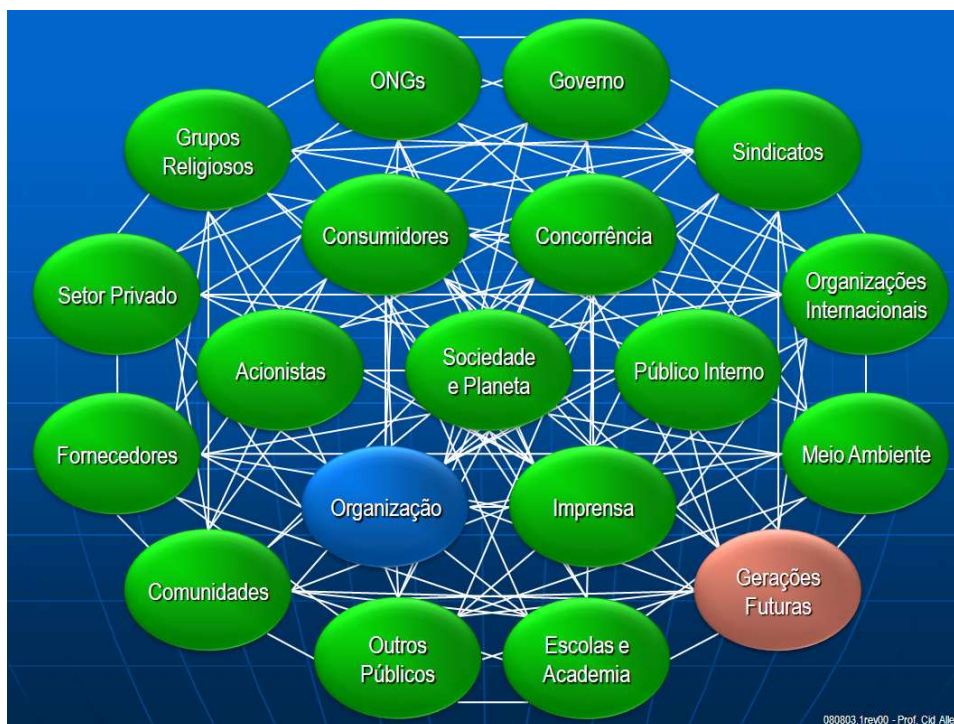 ONGs
Governo
Grupos
Religiosos
Sindicatos
Consumidores
Concorrência
Setor Privado
Organizações
Internacionais
Acionistas
Sociedade
e Planeta
Público Interno
Fornecedores
Meio Ambiente
Organização
Imprensa
Comunidades
Gerações
Futuras
Outros
Públicos
Escolas e
Academia
080803.1rev00 - Prof. Cid Alle